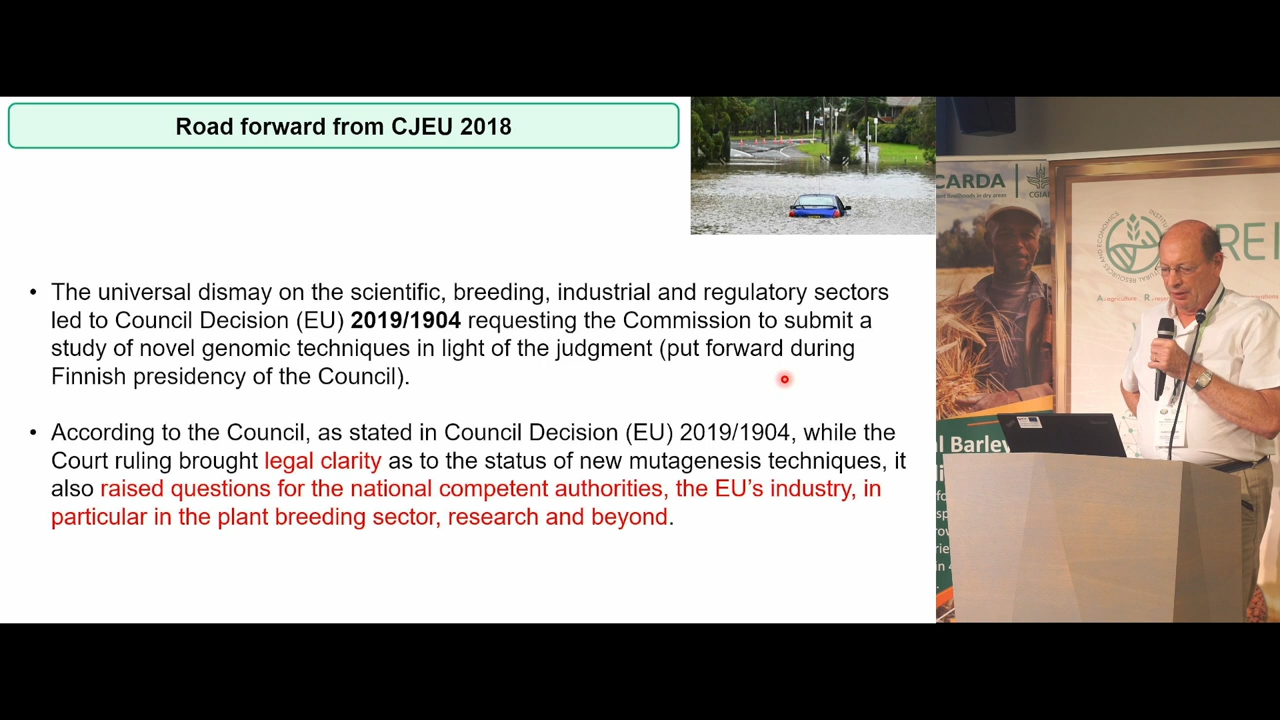 Road forward from CJEU 2018
• The universal dismay on the scientific, breeding, industrial and regulatory sectors
led to Council Decision (EU) 2019/1904 requesting the Commission to submit a
study of novel genomic techniques in light of the judgment (put forward during
Finnish presidency of the Council).
• According to the Council, as stated in Council Decision (EU) 2019/1904, while the
Court ruling brought legal clarity as to the status of new mutagenesis techniques, it
also raised questions for the national competent authorities, the EU's industry, in
particular in the plant breeding sector, research and beyond.
CARDA
CGIA
REI
l Barley